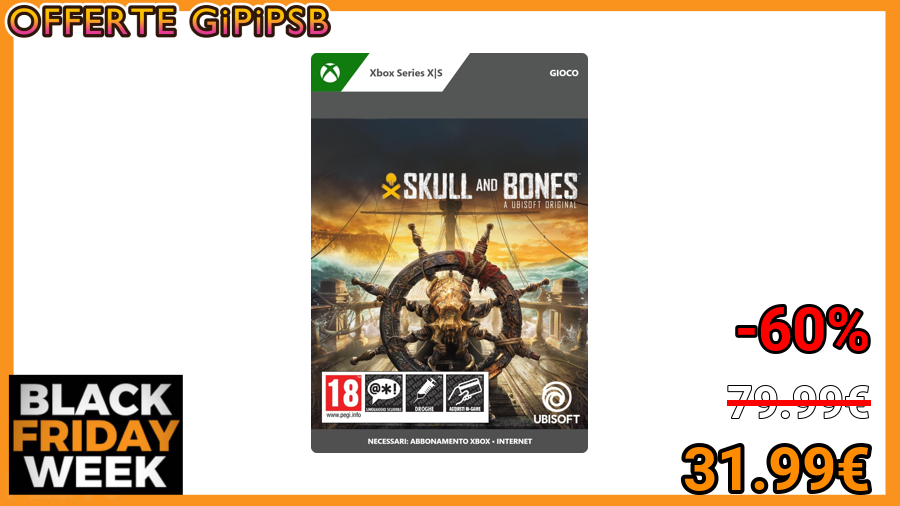 OFFERTE GiPiPSB
Xbox Series X|S
GIOCO
SKULL AND BONES
A UBISOFT ORIGINAL
18
www.pegi.info
@*!
LINGUAGGIO SCURRILE
DROGHE
ACQUISTI IN-GAME
UBISOFT
NECESSARI: ABBONAMENTO XBOX • INTERNET
BLACK
FRIDAY
WEEK
-60%
79.99€
31.99€